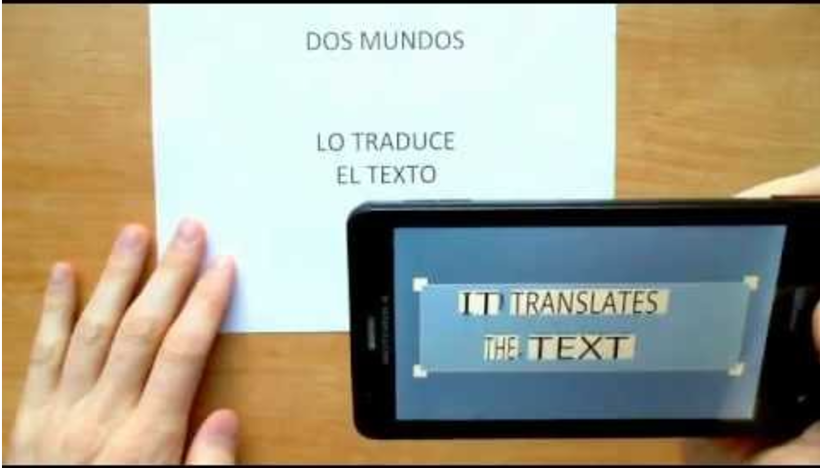 DOS MUNDOS
LO TRADUCE
EL TEXTO
IT TRANSLATES
THE TEXT